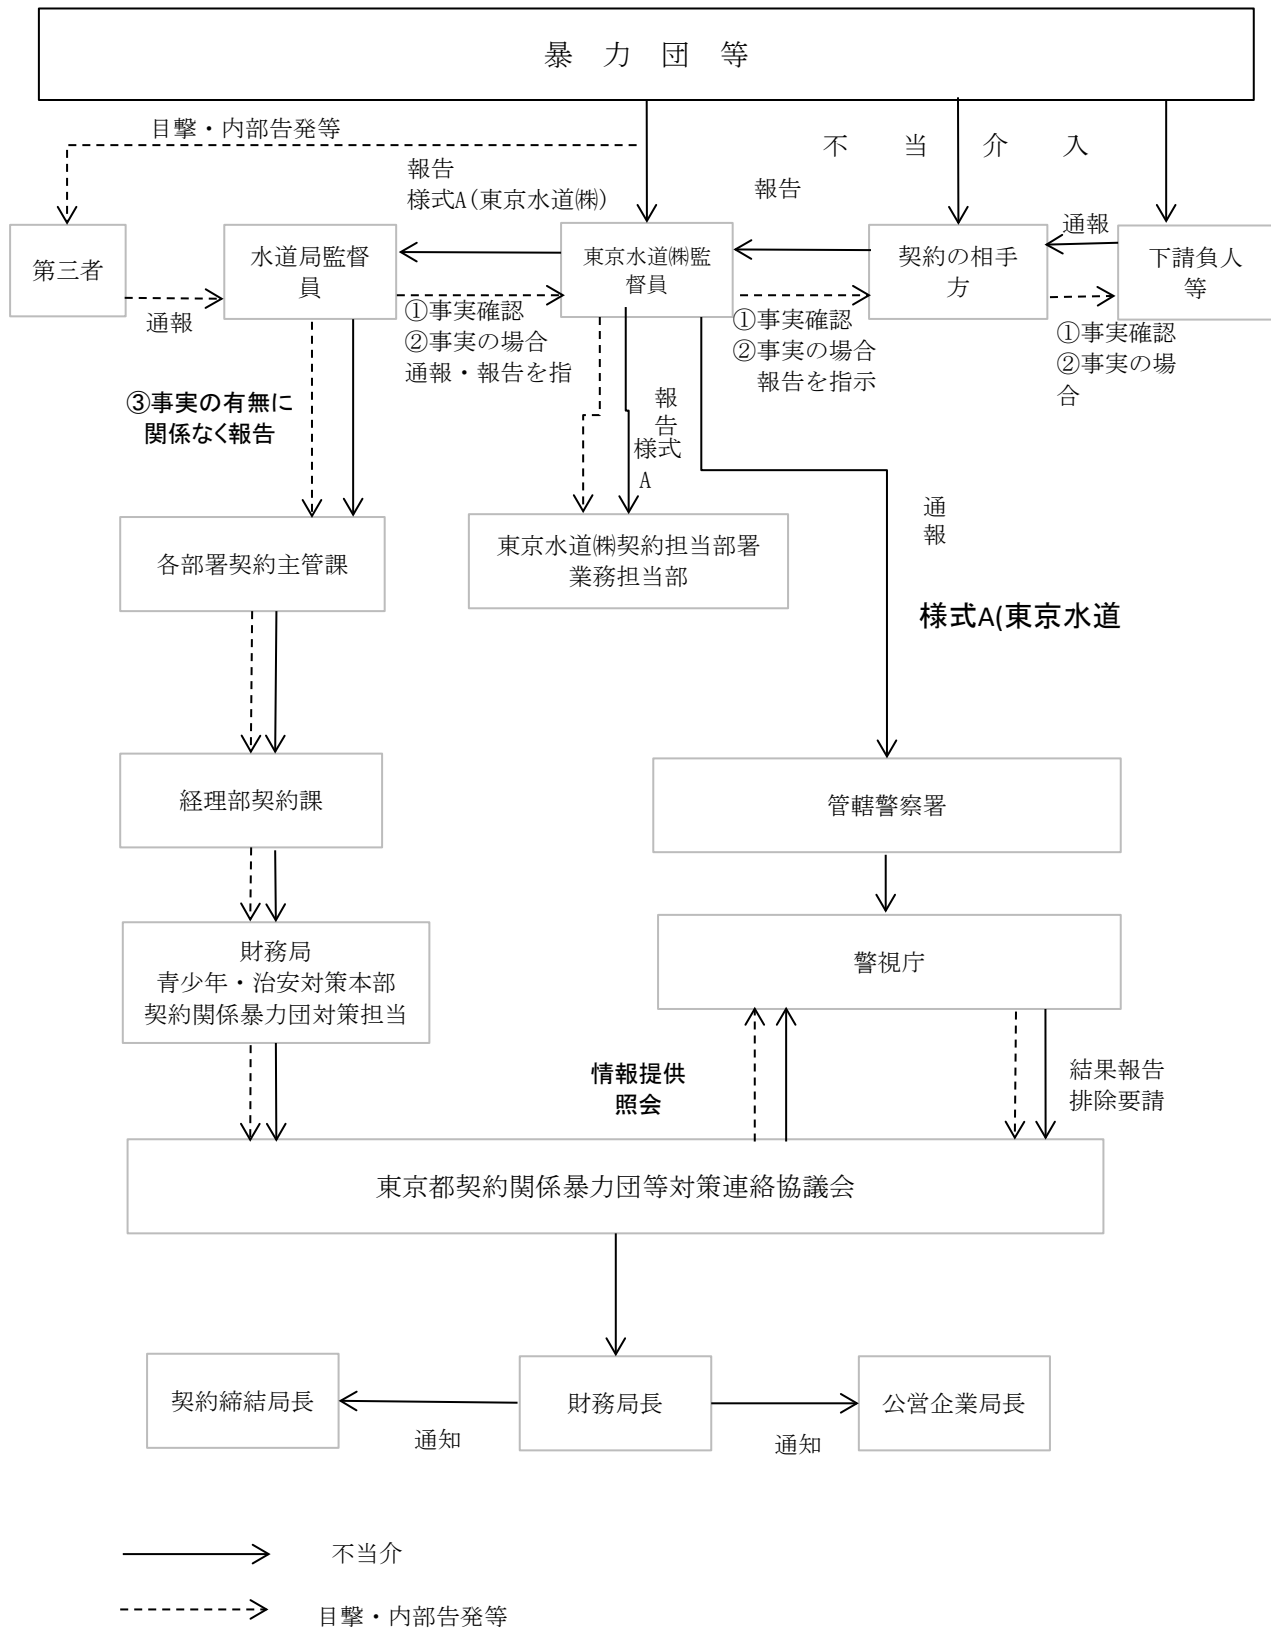 暴力団等
目撃・内部告発等
不当介入
報告
様式A(東京水道㈱)
報告
通報
第三者
水道局監督
員
東京水道㈱監
督員
契約の相手
方
下請負人
等
通報
①事実確認
②事実の場合
通報・報告を指
①事実確認
②事実の場合
報告を指示
①事実確認
②事実の場
合
③事実の有無に
関係なく報告
報
告
様式
A
通
報
各部署契約主管課
東京水道㈱契約担当部署
業務担当部
様式A(東京水道
経理部契約課
管轄警察署
財務局
青少年・治安対策本部
契約関係暴力団対策担当
警視庁
情報提供
照会
結果報告
排除要請
東京都契約関係暴力団等対策連絡協議会
契約締結局長
財務局長
公営企業局長
通知
通知
不当介
目撃・内部告発等